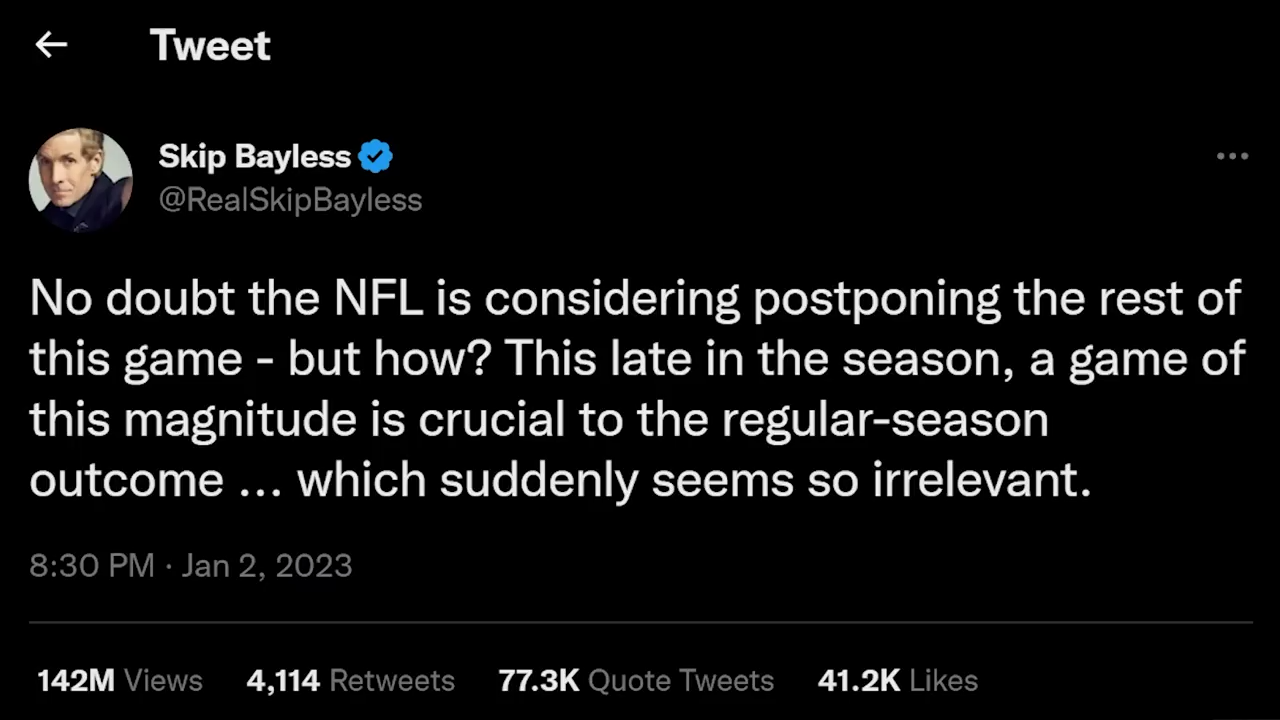 Tweet
Skip Bayless
@RealSkipBayless
No doubt the NFL is considering postponing the rest of
this game - but how? This late in the season, a game of
this magnitude is crucial to the regular-season
outcome ... which suddenly seems so irrelevant.
8:30 PM · Jan 2, 2023
142M Views 4,114 Retweets 77.3K Quote Tweets 41.2K Likes